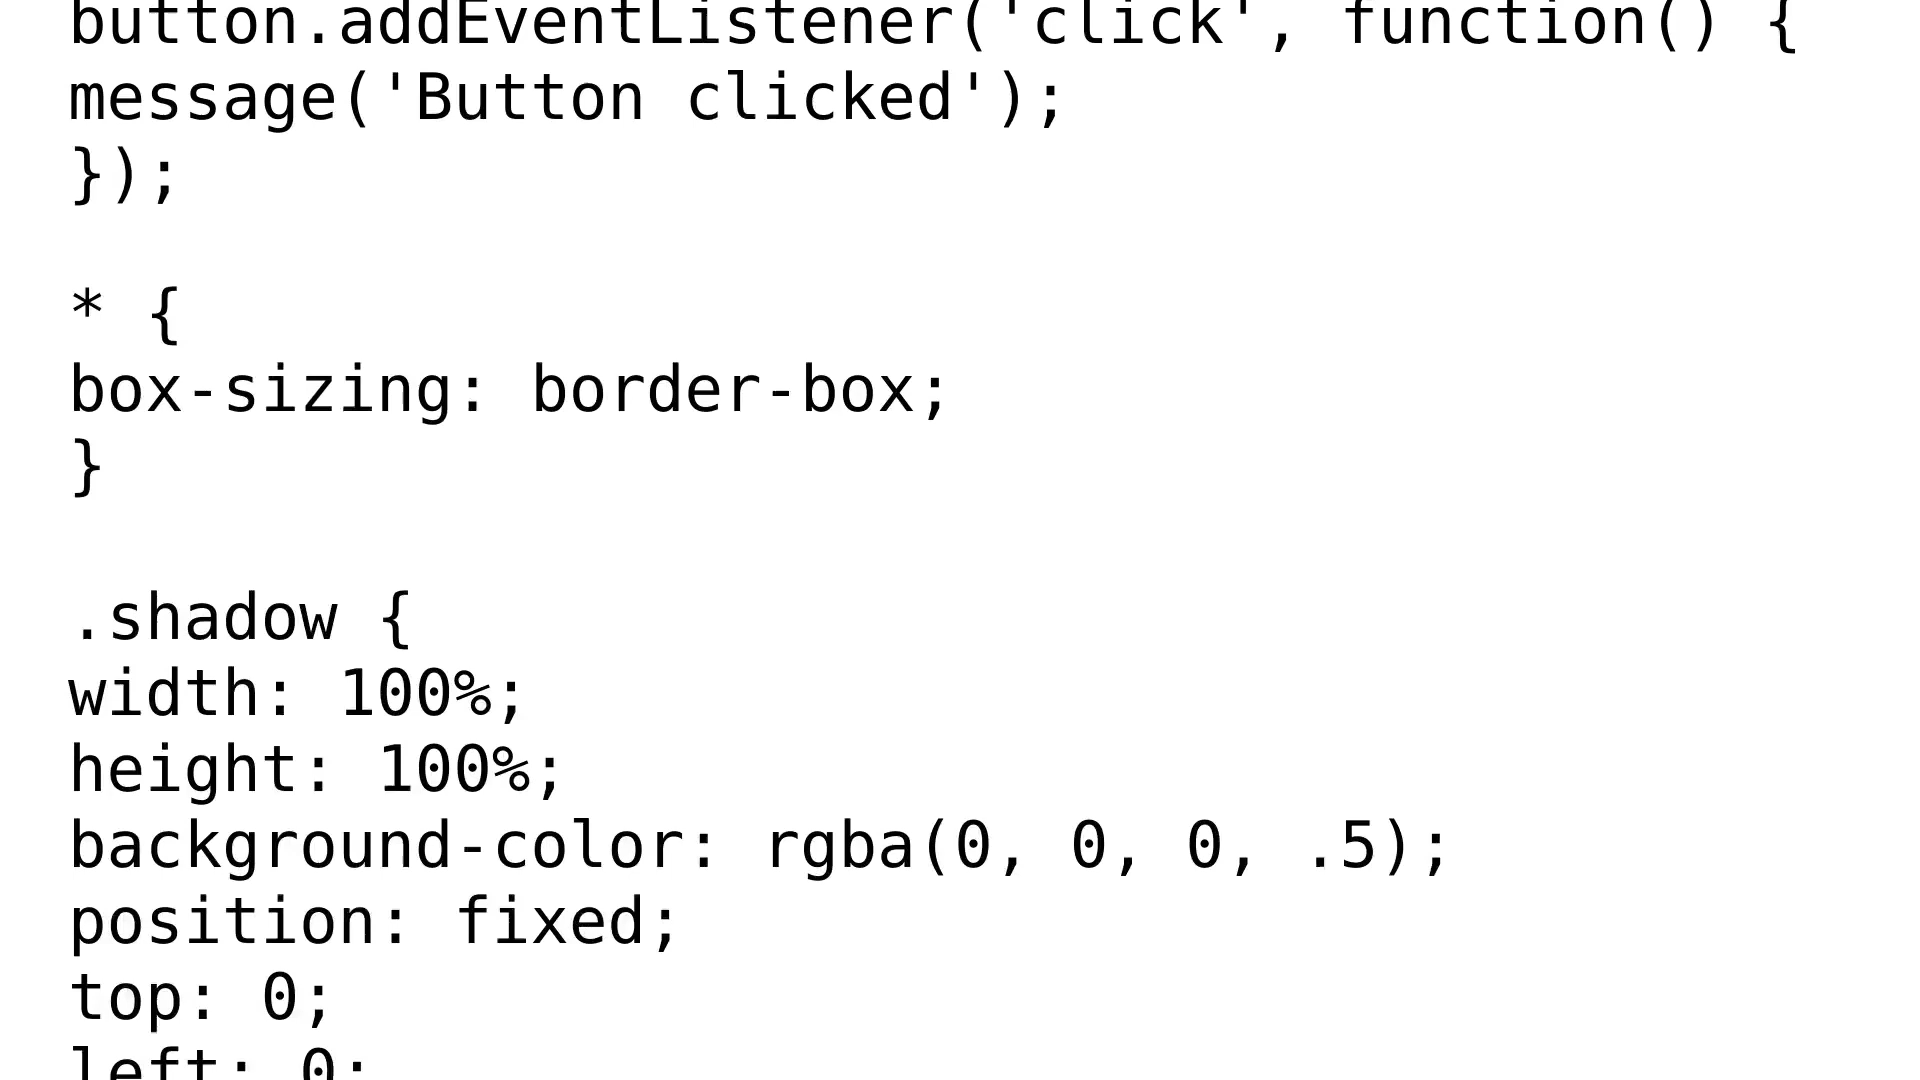 button.addEventListener('click', function() {
message('Button clicked');
});
* {
box-sizing: border-box;
}
.shadow {
width: 100%;
height: 100%;
background-color: rgba(0, 0, 0, .5);
position: fixed;
top: 0;
left: 0;